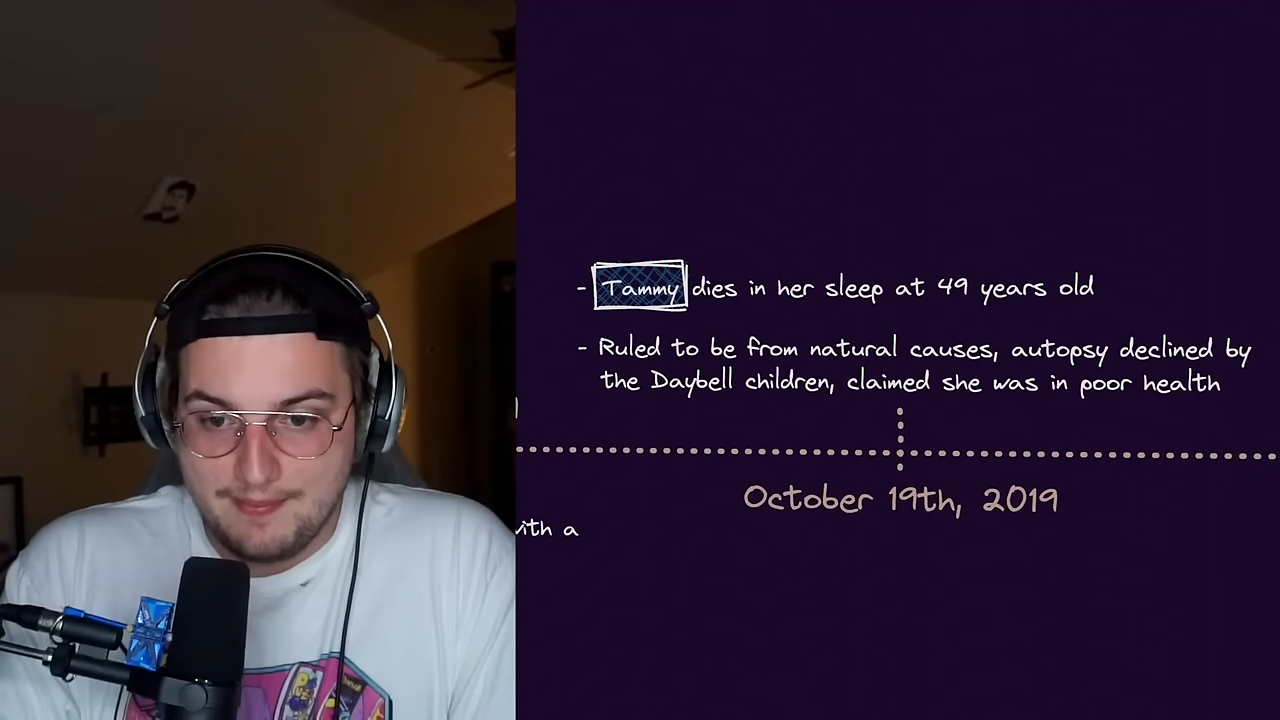 - Tammy dies in her sleep at 49 years old
- Ruled to be from natural causes, autopsy declined by
the Daybell children, claimed she was in poor health
October 19th, 2019
with a